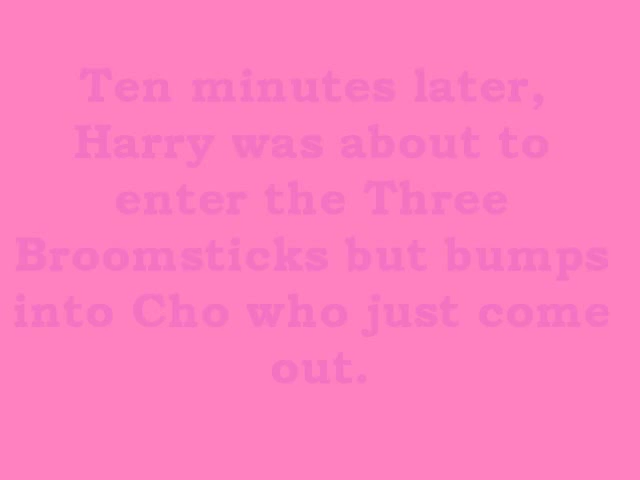 Ten minutes later,
Harry was about to
enter the Three
Broomsticks but bumps
into Cho who just come
out.